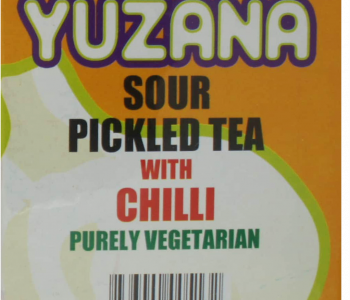 YUZANA
SOUR
PICKLED TEA
WITH
CHILLI
PURELY VEGETARIAN